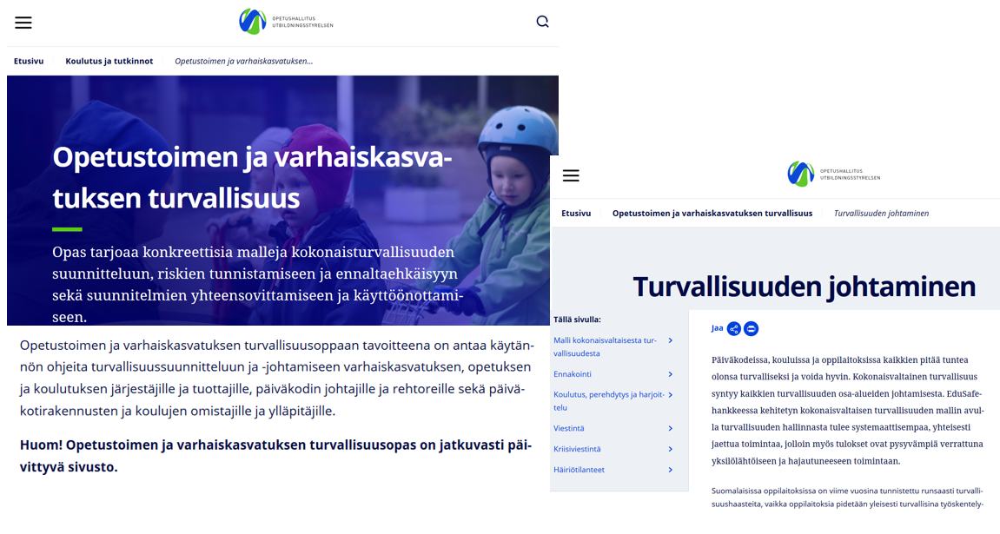 OPETUSHALLITUS
UTBILDNINGSSTYRELSEN
Etusivu
Koulutus ja tutkinnot
Opetustoimen ja varhaiskasvatuksen...
Opetustoimen ja varhaiskasva-
tuksen turvallisuus
Opas tarjoaa konkreettisia malleja kokonaisturvallisuuden
suunnitteluun, riskien tunnistamiseen ja ennaltaehkäisyyn
sekä suunnitelmien yhteensovittamiseen ja käyttöönottami-
seen.
Opetustoimen ja varhaiskasvatuksen turvallisuusoppaan tavoitteena on antaa käytän-
nön ohjeita turvallisuussuunnitteluun ja -johtamiseen varhaiskasvatuksen, opetuksen
ja koulutuksen järjestäjille ja tuottajille, päiväkodin johtajille ja rehtoreille sekä päivä-
kotirakennusten ja koulujen omistajille ja ylläpitäjille.
Huom! Opetustoimen ja varhaiskasvatuksen turvallisuusopas on jatkuvasti päi-
vittyvä sivusto.
OPETUSHALLITUS
UTBILDNINGSSTYRELSEN
Etusivu
Opetustoimen ja varhaiskasvatuksen turvallisuus
Turvallisuuden johtaminen
Turvallisuuden johtaminen
Tällä sivulla:
Malli kokonaisvaltaisesta tur-
vallisuudesta
Ennakointi
Koulutus, perehdytys ja harjoit-
telu
Viestintä
Kriisiviestintä
Häiriötilanteet
Jaa
Päiväkodeissa, kouluissa ja oppilaitoksissa kaikkien pitää tuntea
olonsa turvalliseksi ja voida hyvin. Kokonaisvaltainen turvallisuus
syntyy kaikkien turvallisuuden osa-alueiden johtamisesta. EduSafe-
hankkeessa kehitetyn kokonaisvaltaisen turvallisuuden mallin avul-
la turvallisuuden hallinnasta tulee systemaattisempaa, yhteisesti
jaettua toimintaa, jolloin myös tulokset ovat pysyvämpiä verrattuna
yksilölähtöiseen ja hajautuneeseen toimintaan.
Suomalaisissa oppilaitoksissa on viime vuosina tunnistettu runsaasti turvalli-
suushaasteita, vaikka oppilaitoksia pidetään yleisesti turvallisina työskentely-